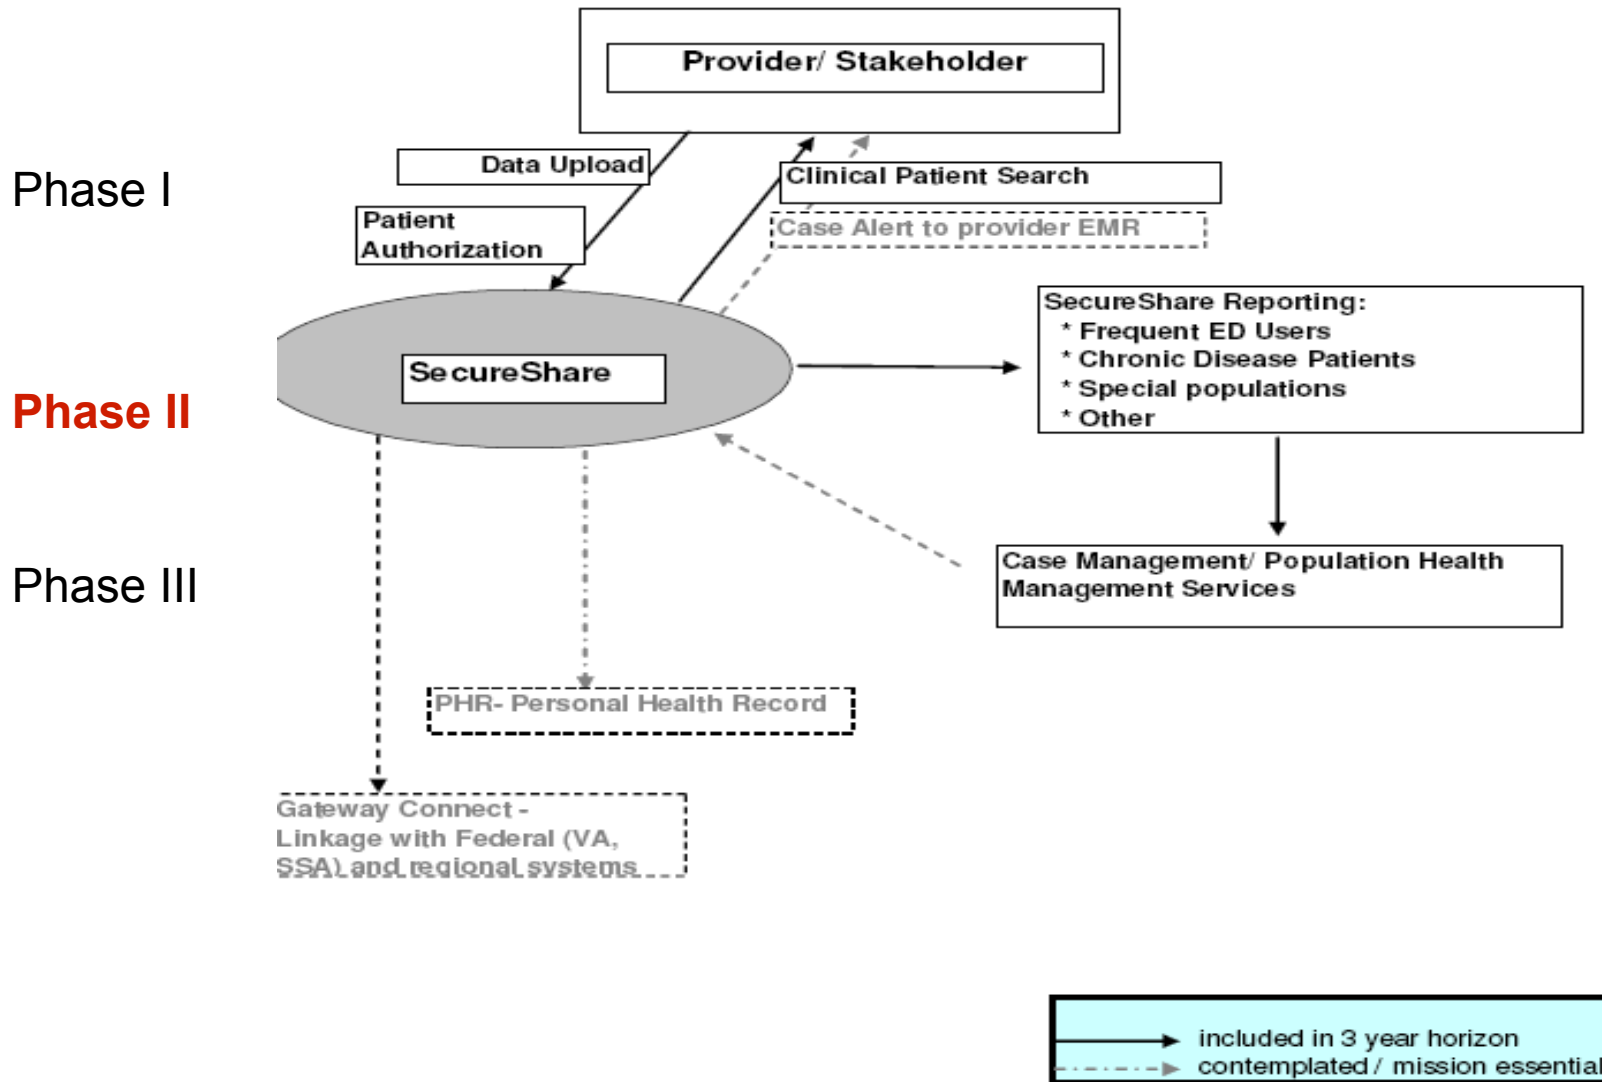 Provider/ Stakeholder
Phase I
Data Upload
Clinical Patient Search
Patient
Authorization
Case Alert to provider EMR
SecureShare Reporting:
* Frequent ED Users
* Chronic Disease Patients
* Special populations
* Other
SecureShare
Phase II
Phase III
Case Management/ Population Health
Management Services
PHR- Personal Health Record
Gateway Connect -
Linkage with Federal (VA,
SSA) and regional systems
included in 3 year horizon
contemplated / mission essential